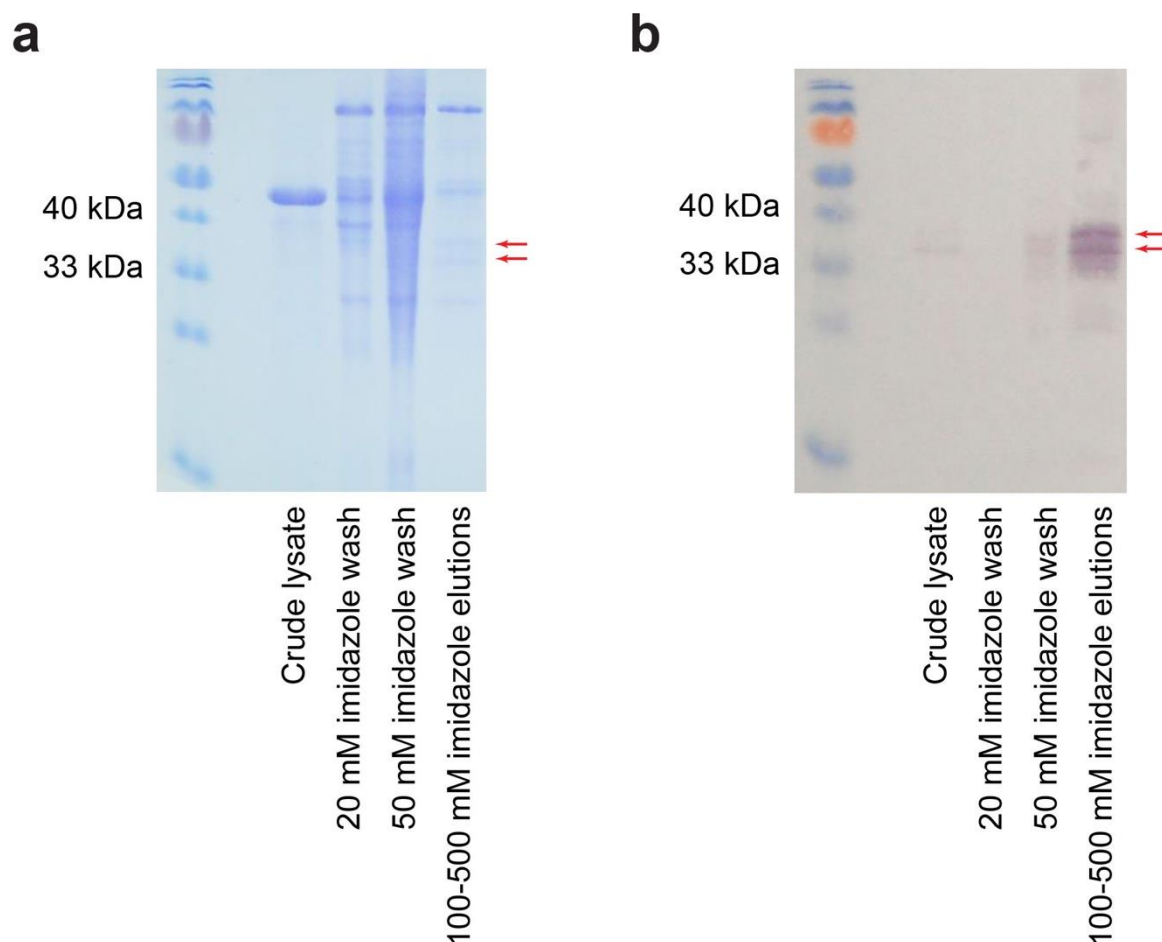 a
40 kDa
33 kDa
Crude lysate
20 mM imidazole wash
50 mM imidazole wash
100-500 mM imidazole elutions
b
40 kDa
33 kDa
Crude lysate
20 mM imidazole wash
50 mM imidazole wash
100-500 mM imidazole elutions